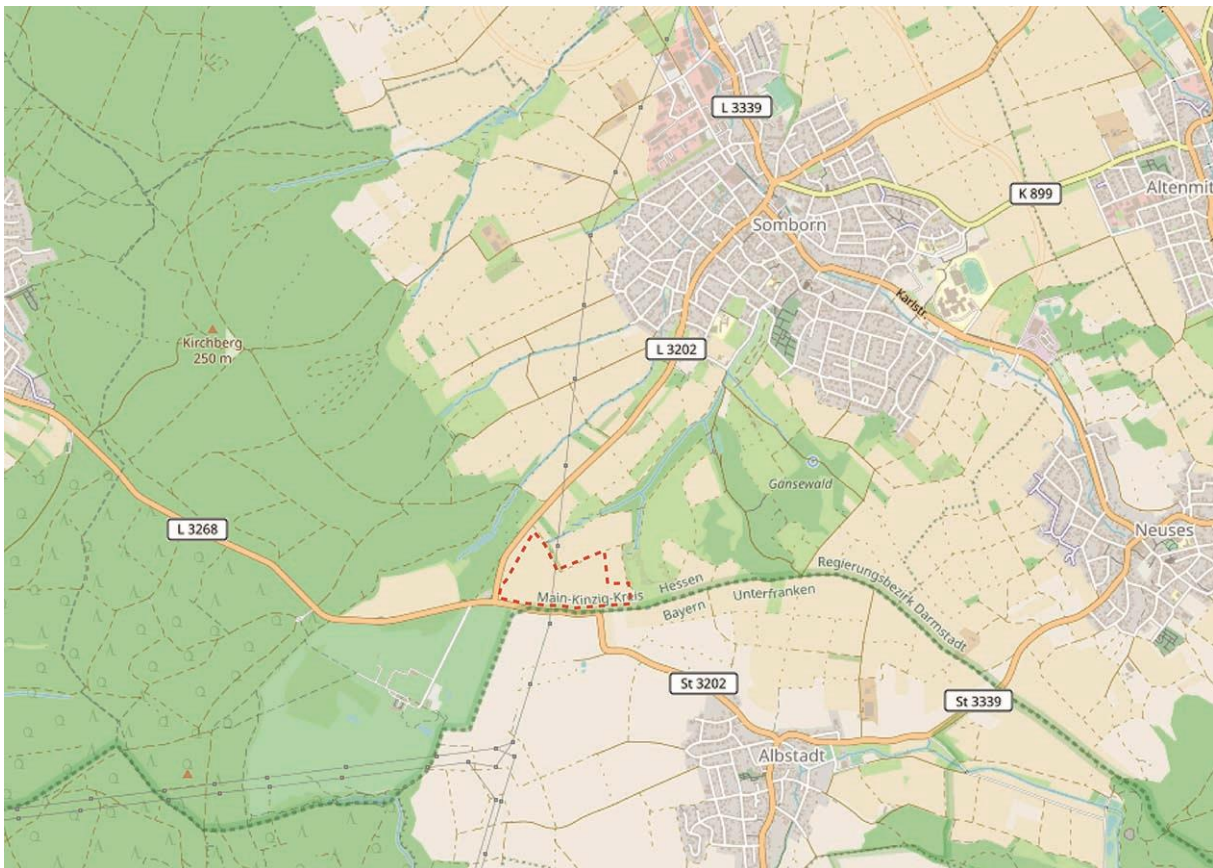 L 3339
K 899
Altenmit
Somborn
Karlstr.
Kirchberg
250 m
L 3202
Gänsewald
L 3268
Neuses
Main-Kinzig-Kreis
Hessen
Bayern
Unterfranken
Regierungsbezirk Darmstadt
St 3202
St 3339
Albstadt